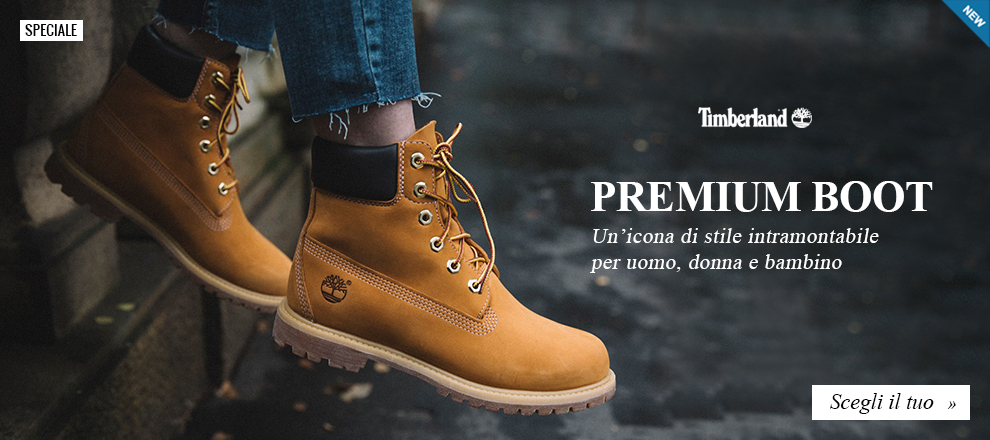 SPECIALE
NEW
Timberland
PREMIUM BOOT
Un'icona di stile intramontabile
per uomo, donna e bambino
Scegli il tuo »